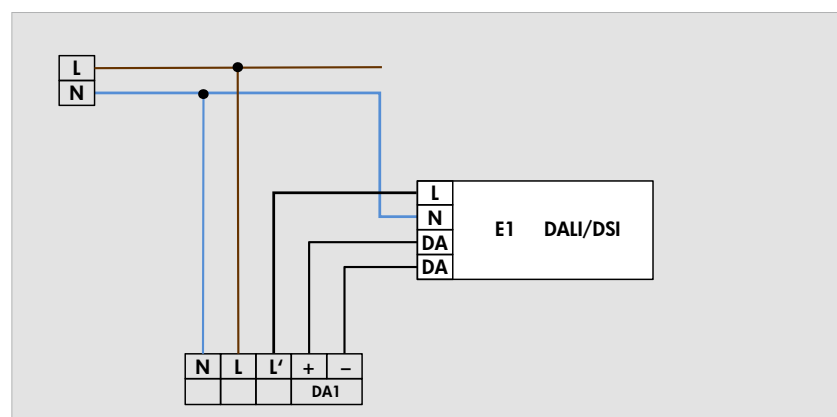 L
N
L
N
DA
DA
E1 DALI/DSI
N L L‘ + −
DA1